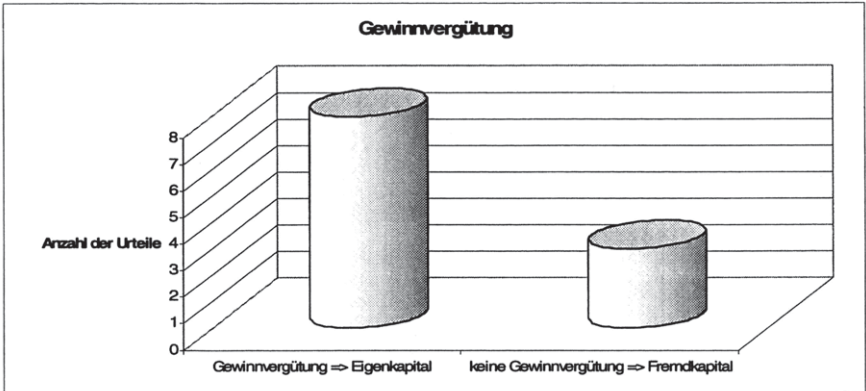 Gewinnvergütung
8
7
6
5
4
3
2
1
0
Anzahl der Urteile
Gewinnvergütung => Eigenkapital
keine Gewinnvergütung => Fremdkapital